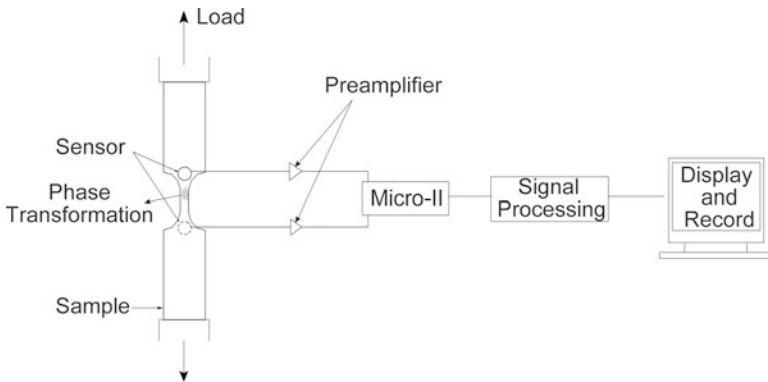 Load
Preamplifier
Sensor
Phase
Transformation
Micro-II
Signal
Processing
Display
and
Record
Sample